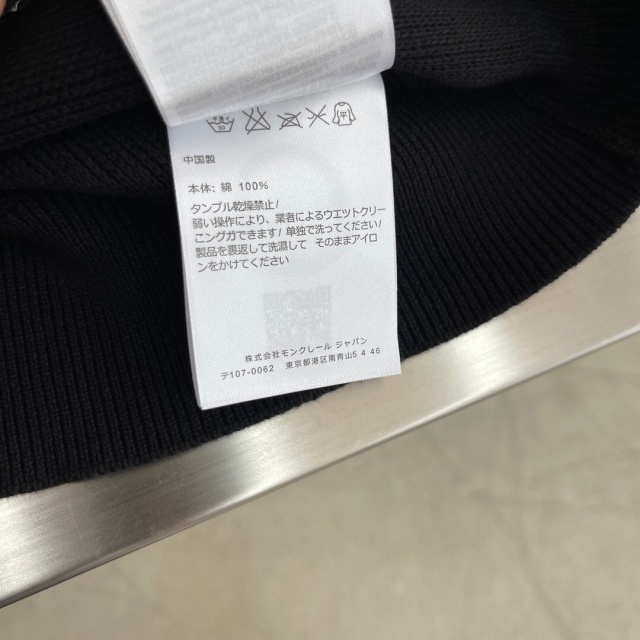 中国製
本体: 綿 100%
タンブル乾燥禁止/
弱い操作により、業者によるウエットクリー
ニングガできます/ 単独で洗ってください/
製品を裏返して洗濯して そのままアイロ
ンをかけてください
株式会社モンクレール ジャパン
〒107-0062 東京都港区南青山5 4 46